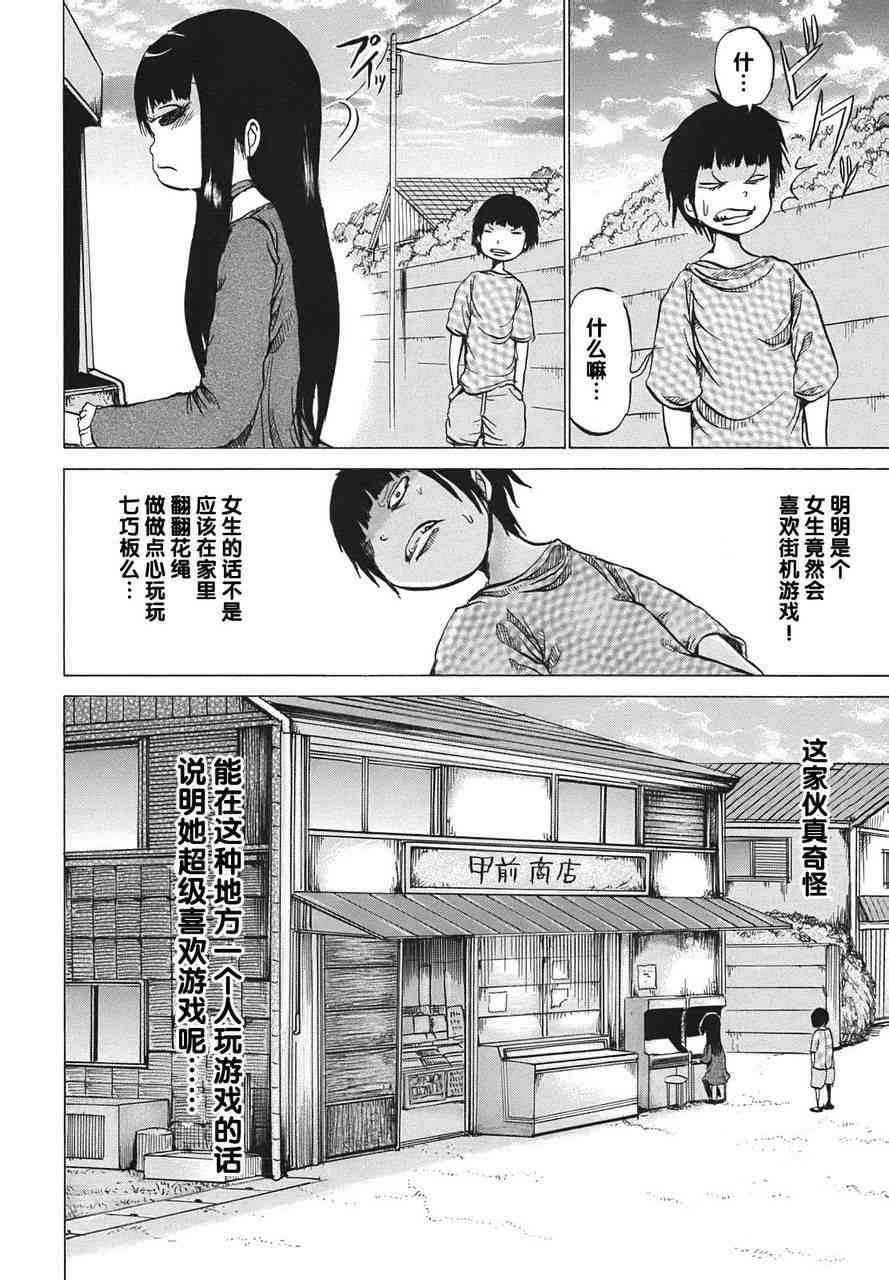 什…
ビクッ
什么嘛…
プイッ
明明是个
女生竟然会
喜欢街机游戏！
女生的话不是
应该在家里
翻翻花绳
做做点心玩玩
七巧板么…
这家伙真奇怪
甲前商店
能在这种地方一个人玩游戏的话
说明她超级喜欢游戏呢……